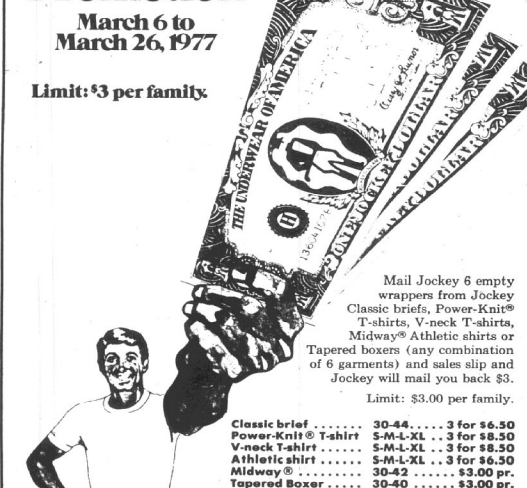 March 6 to
March 26, 1977
Limit: $3 per family.
THE UNDERWEAR OF AMERICA
ONE JOCKEY DOLLAR
Mail Jockey 6 empty
wrappers from Jockey
Classic briefs, Power-Knit®
T-shirts, V-neck T-shirts,
Midway® Athletic shirts or
Tapered boxers (any combination
of 6 garments) and sales slip and
Jockey will mail you back $3.
Limit: $3.00 per family.
Classic brief ....... 30-44..... 3 for $6.50
Power-Knit® T-shirt S-M-L-XL .. 3 for $8.50
V-neck T-shirt ...... S-M-L-XL .. 3 for $8.50
Athletic shirt ...... S-M-L-XL .. 3 for $6.50
Midway® .......... 30-42 ...... $3.00 pr.
Tapered Boxer ..... 30-40 ...... $3.00 pr.